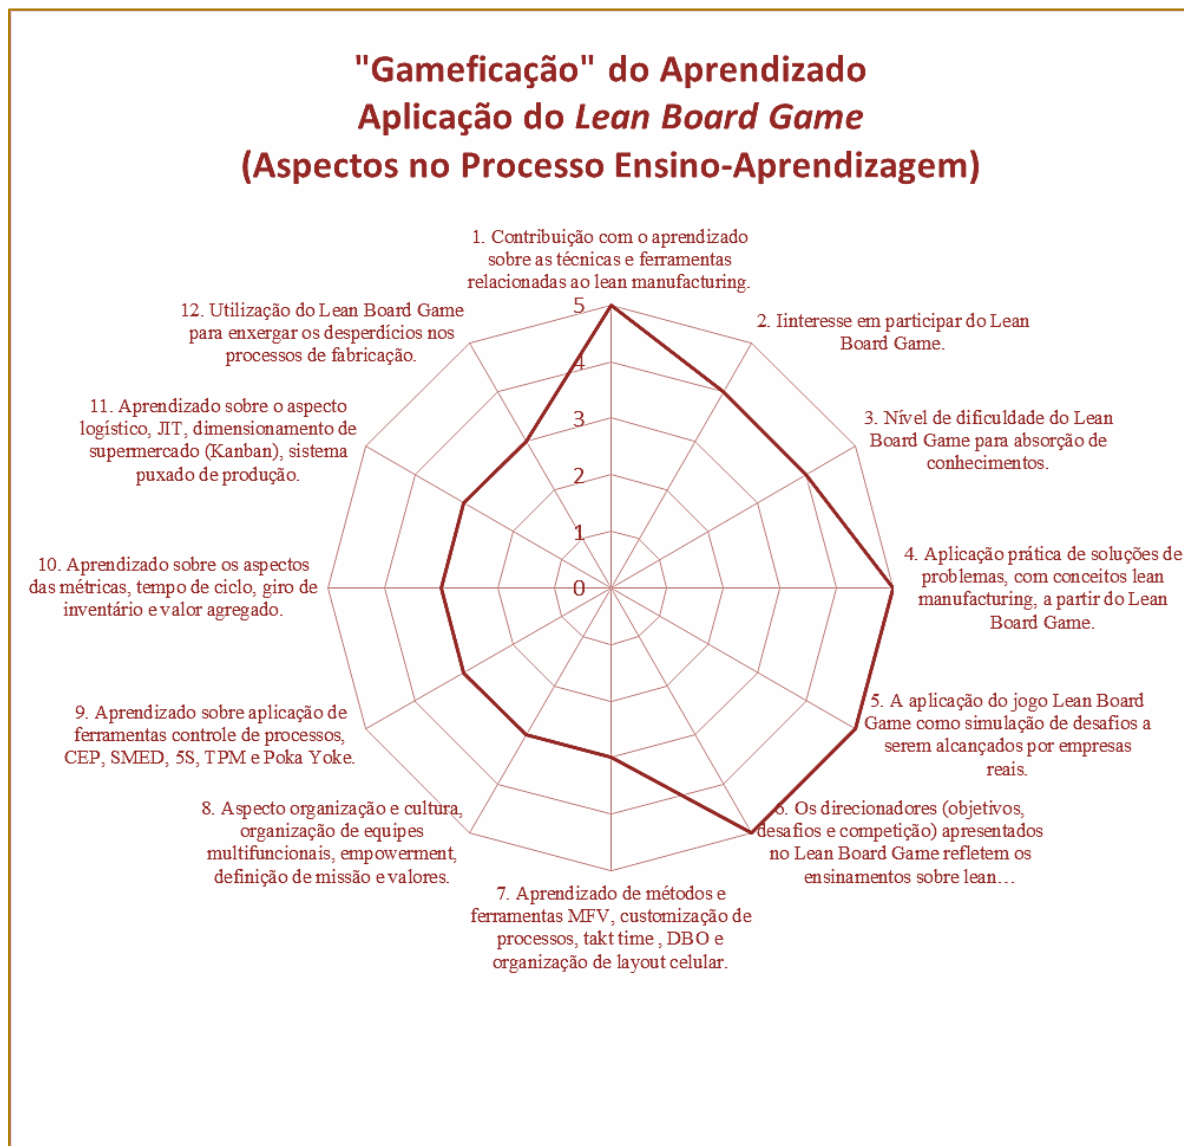 "Gameficação" do Aprendizado
Aplicação do Lean Board Game
(Aspectos no Processo Ensino-Aprendizagem)
1. Contribuição com o aprendizado
sobre as técnicas e ferramentas
relacionadas ao lean manufacturing.
2. Iinteresse em participar do Lean
Board Game.
3. Nível de dificuldade do Lean
Board Game para absorção de
conhecimentos.
4. Aplicação prática de soluções de
problemas, com conceitos lean
manufacturing, a partir do Lean
Board Game.
5. A aplicação do jogo Lean Board
Game como simulação de desafios a
serem alcançados por empresas
reais.
6. Os direcionadores (objetivos,
desafios e competição) apresentados
no Lean Board Game refletem os
ensinamentos sobre lean…
7. Aprendizado de métodos e
ferramentas MFV, customização de
processos, takt time , DBO e
organização de layout celular.
8. Aspecto organização e cultura,
organização de equipes
multifuncionais, empowerment,
definição de missão e valores.
9. Aprendizado sobre aplicação de
ferramentas controle de processos,
CEP, SMED, 5S, TPM e Poka Yoke.
10. Aprendizado sobre os aspectos
das métricas, tempo de ciclo, giro de
inventário e valor agregado.
11. Aprendizado sobre o aspecto
logístico, JIT, dimensionamento de
supermercado (Kanban), sistema
puxado de produção.
12. Utilização do Lean Board Game
para enxergar os desperdícios nos
processos de fabricação.
5
4
3
2
1
0